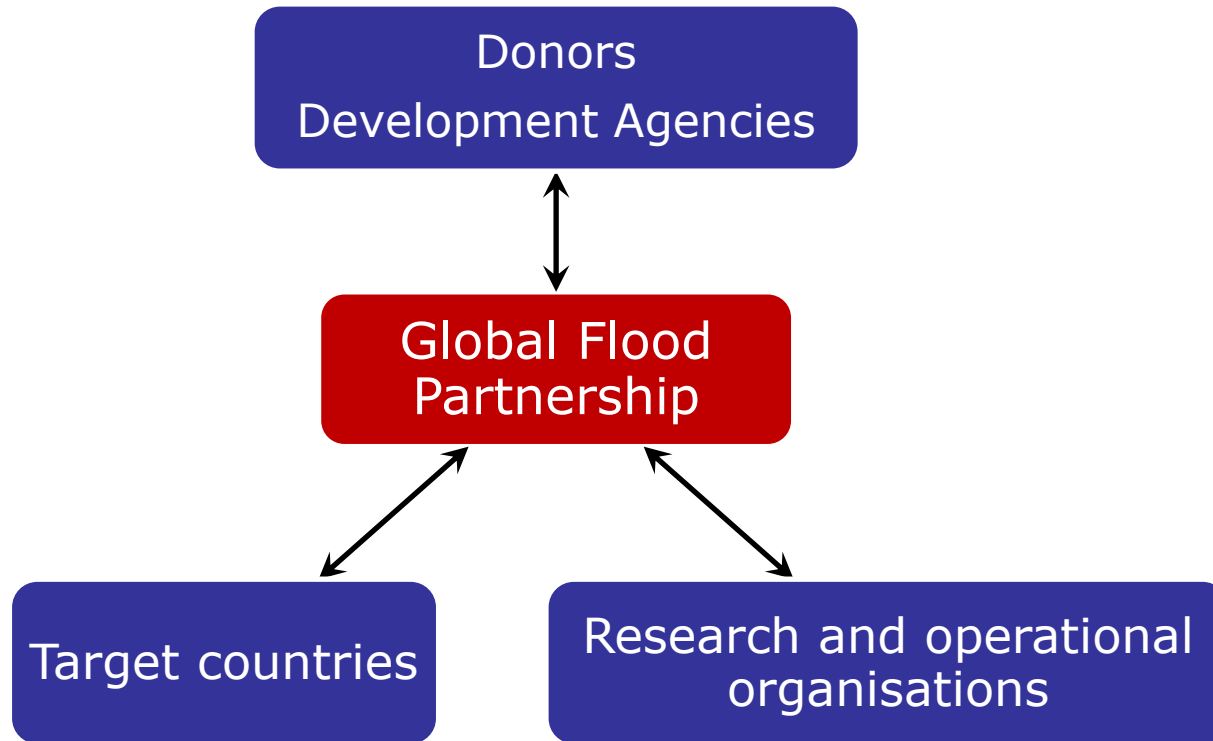 Donors
Development Agencies
Global Flood
Partnership
Target countries
Research and operational
organisations